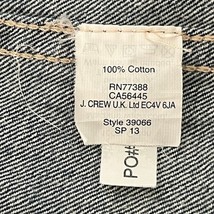 100% Cotton
RN77388
CA56445
J. CREW U.K. Ltd EC4V 6JA
Style 39066
SP 13
PO#